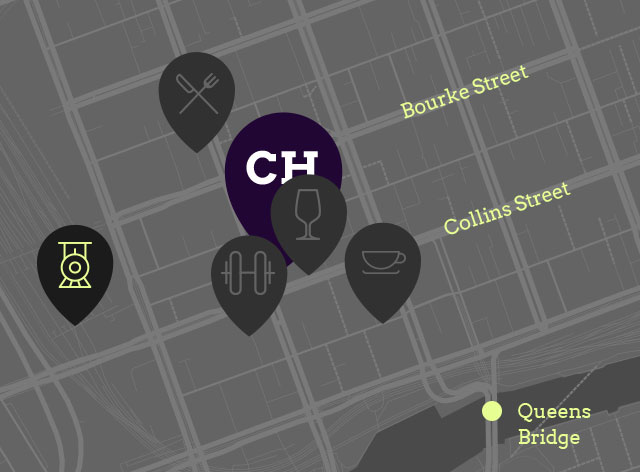 Bourke Street
CH
Collins Street
Queens
Bridge